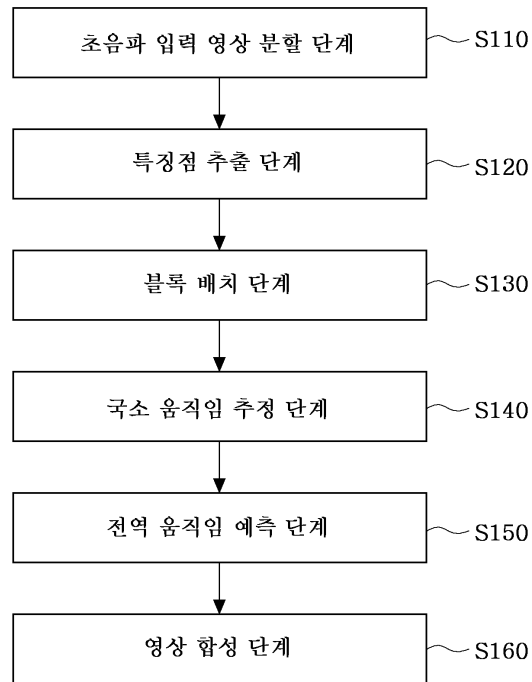 초음파 입력 영상 분할 단계 S110
특징점 추출 단계 S120
블록 배치 단계 S130
국소 움직임 추정 단계 S140
전역 움직임 예측 단계 S150
영상 합성 단계 S160